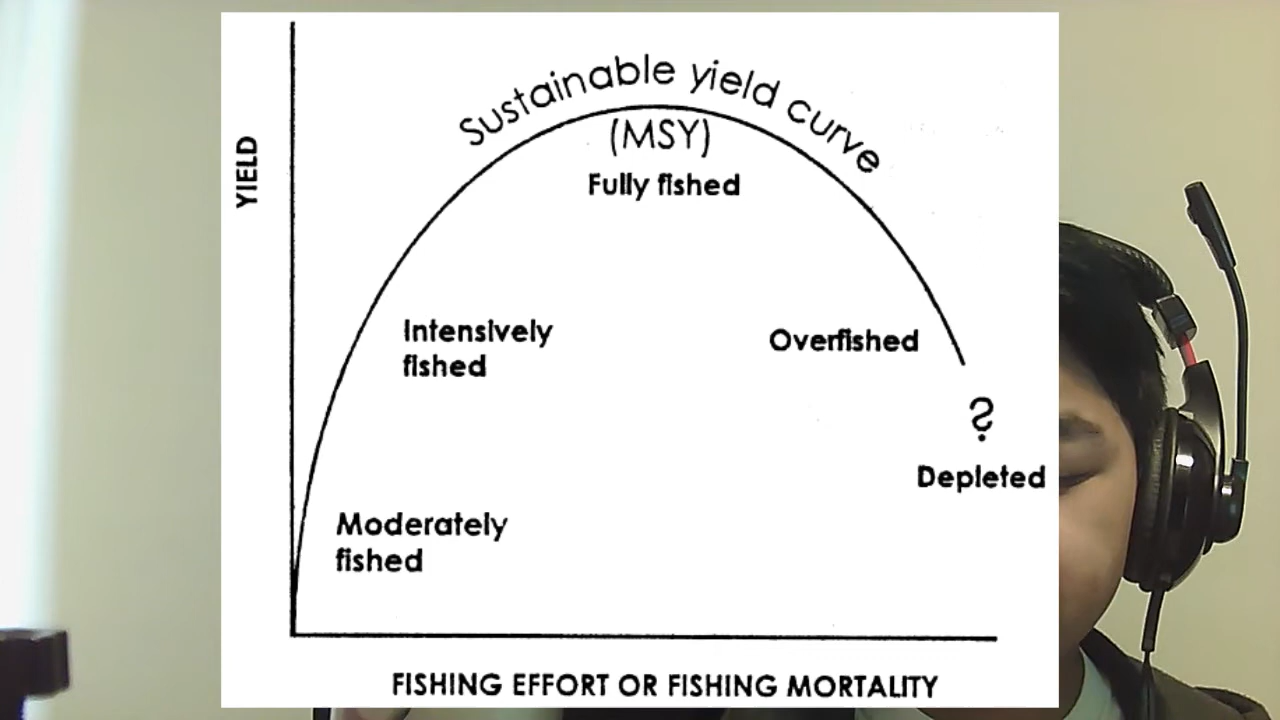 Sustainable yield curve
(MSY)
Fully fished
YIELD
Intensively
fished
Overfished
?
Depleted
Moderately
fished
FISHING EFFORT OR FISHING MORTALITY